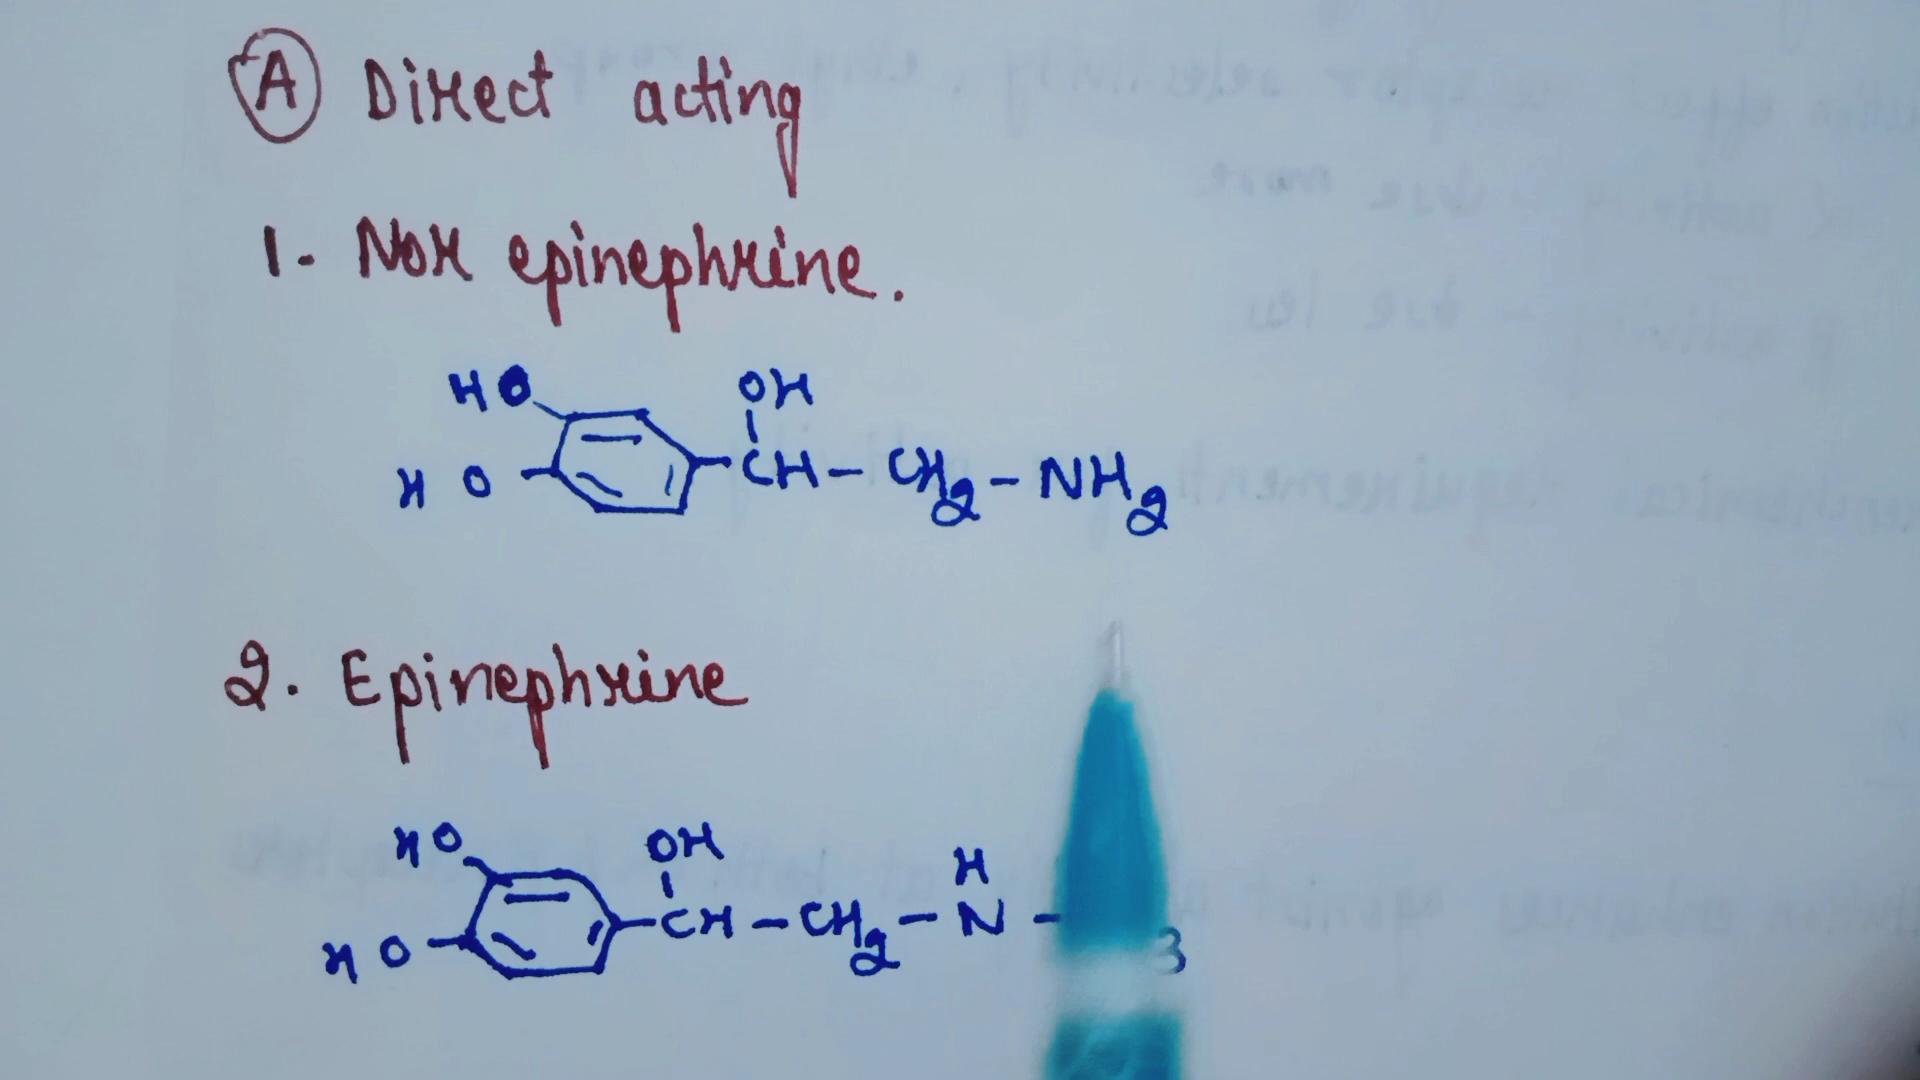 A Direct acting
1. Nor epinephrine.
HO OH
HO CH - CH2 - NH2
2. Epinephrine
HO OH H
HO CH - CH2 - N - 3